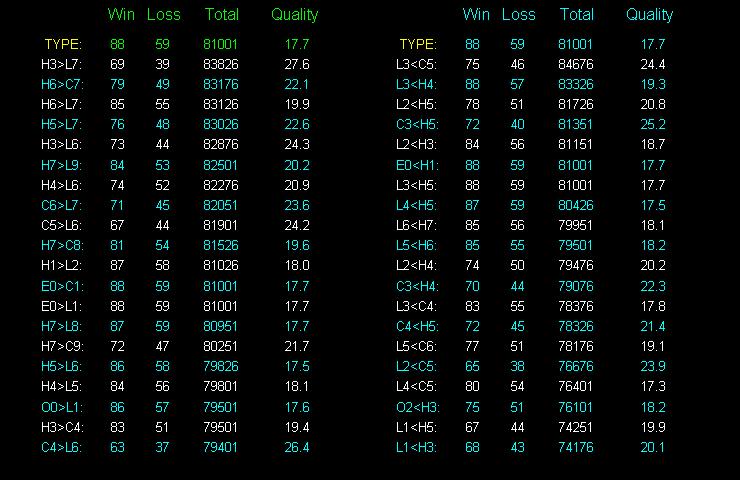 Win Loss Total Quality Win Loss Total Quality
TYPE: 88 59 81001 17.7 TYPE: 88 59 81001 17.7
H3>L7: 69 39 83826 27.6 L3<C5: 75 46 84676 24.4
H6>C7: 79 49 83176 22.1 L3<H4: 88 57 83326 19.3
H6>L7: 85 55 83126 19.9 L2<H5: 78 51 81726 20.8
H5>L7: 76 48 83026 22.6 C3<H5: 72 40 81351 25.2
H3>L6: 73 44 82876 24.3 L2<H3: 84 56 81151 18.7
H7>L9: 84 53 82501 20.2 E0<H1: 88 59 81001 17.7
H4>L6: 74 52 82276 20.9 L3<H5: 88 59 81001 17.7
C6>L7: 71 45 82051 23.6 L4<H5: 87 59 80426 17.5
C5>L6: 67 44 81901 24.2 L6<H7: 85 56 79951 18.1
H7>C8: 81 54 81526 19.6 L5<H6: 85 55 79501 18.2
H1>L2: 87 58 81026 18.0 L2<H4: 74 50 79476 20.2
E0>C1: 88 59 81001 17.7 C3<H4: 70 44 79076 22.3
E0>L1: 88 59 81001 17.7 L3<C4: 83 55 78376 17.8
H7>L8: 87 59 80951 17.7 C4<H5: 72 45 78326 21.4
H7>C9: 72 47 80251 21.7 L5<C6: 77 51 78176 19.1
H5>L6: 86 58 79826 17.5 L2<C5: 65 38 76676 23.9
H4>L5: 84 56 79801 18.1 L4<C5: 80 54 76401 17.3
O0>L1: 86 57 79501 17.6 O2<H3: 75 51 76101 18.2
H3>C4: 83 51 79501 19.4 L1<H5: 67 44 74251 19.9
C4>L6: 63 37 79401 26.4 L1<H3: 68 43 74176 20.1